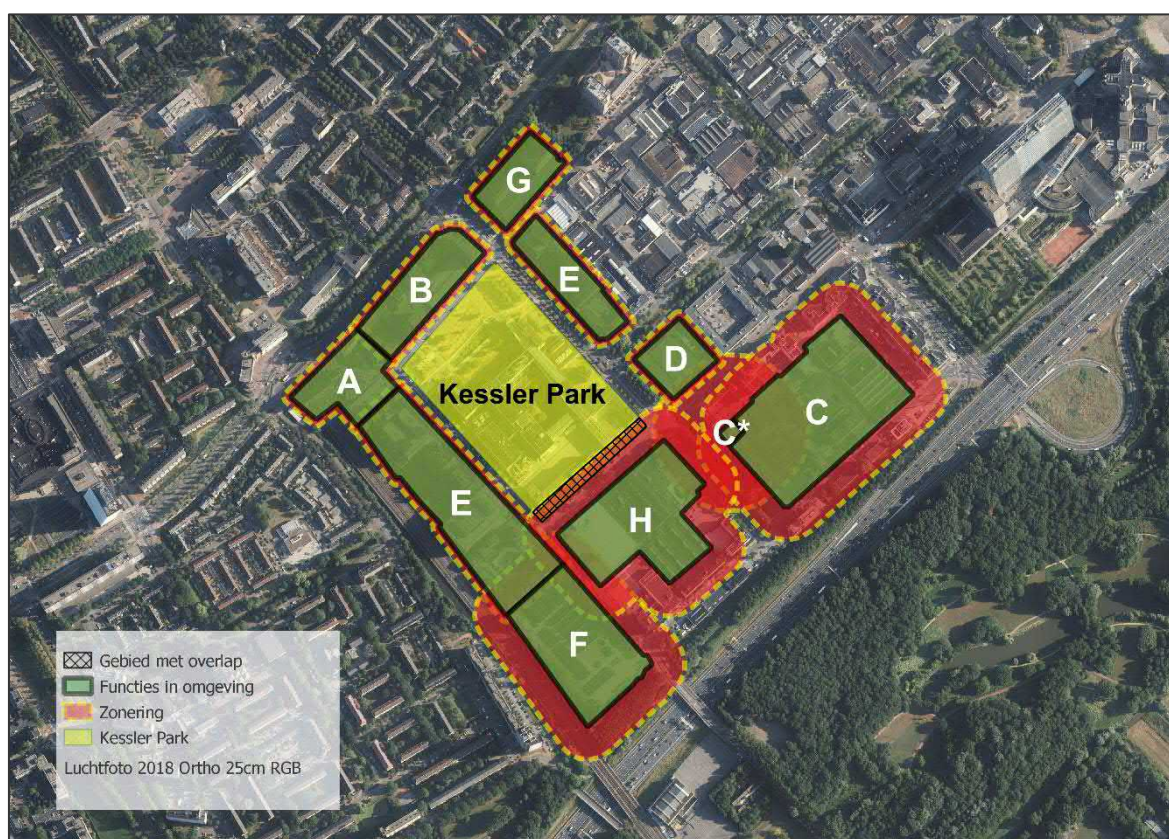 G
B
E
D
A
Kessler Park
C
C*
E
H
F
Gebied met overlap
Functies in omgeving
Zonering
Kessler Park
Luchtfoto 2018 Ortho 25cm RGB